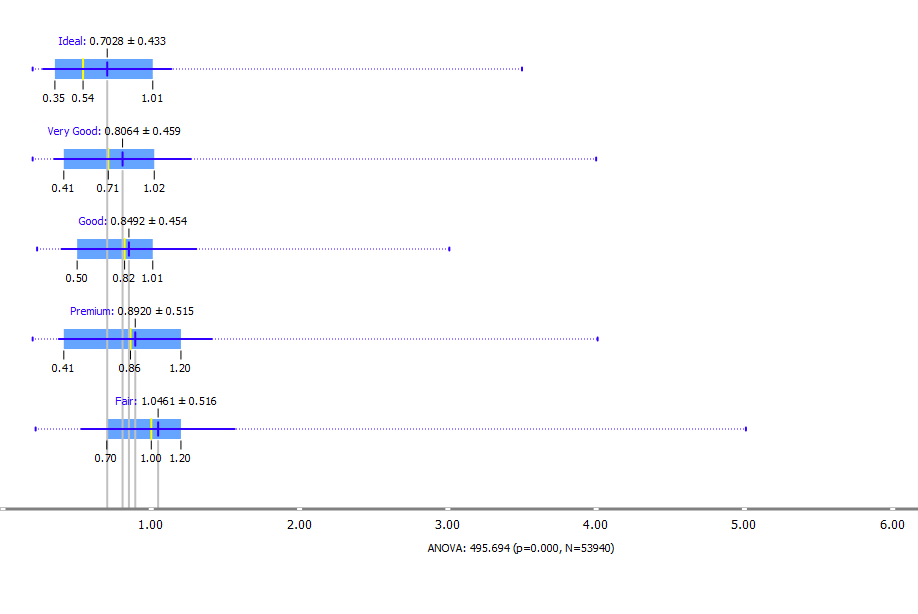 Ideal: 0.7028 ± 0.433
0.35 0.54 1.01
Very Good: 0.8064 ± 0.459
0.41 0.71 1.02
Good: 0.8492 ± 0.454
0.50 0.82 1.01
Premium: 0.8920 ± 0.515
0.41 0.86 1.20
Fair: 1.0461 ± 0.516
0.70 1.00 1.20
1.00 2.00 3.00 4.00 5.00 6.00
ANOVA: 495.694 (p=0.000, N=53940)